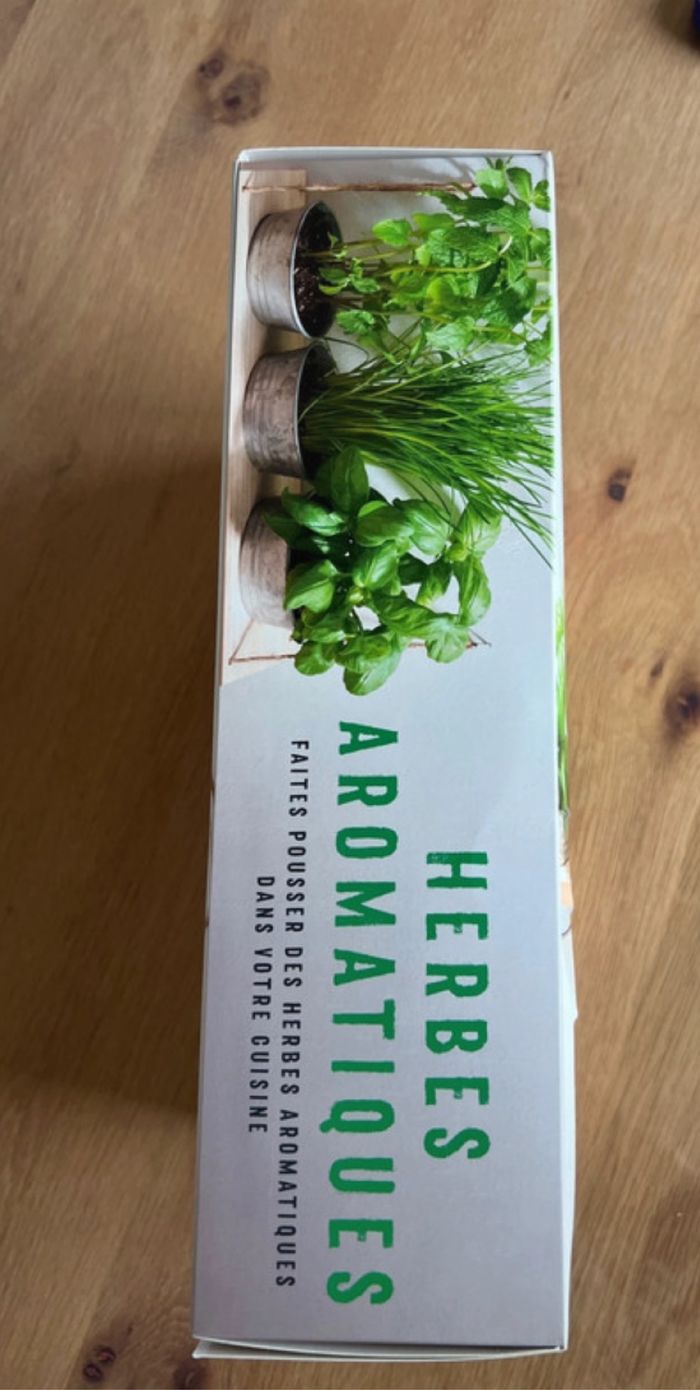 HERBES
AROMATIQUES
FAITES POUSSER DES HERBES AROMATIQUES
DANS VOTRE CUISINE